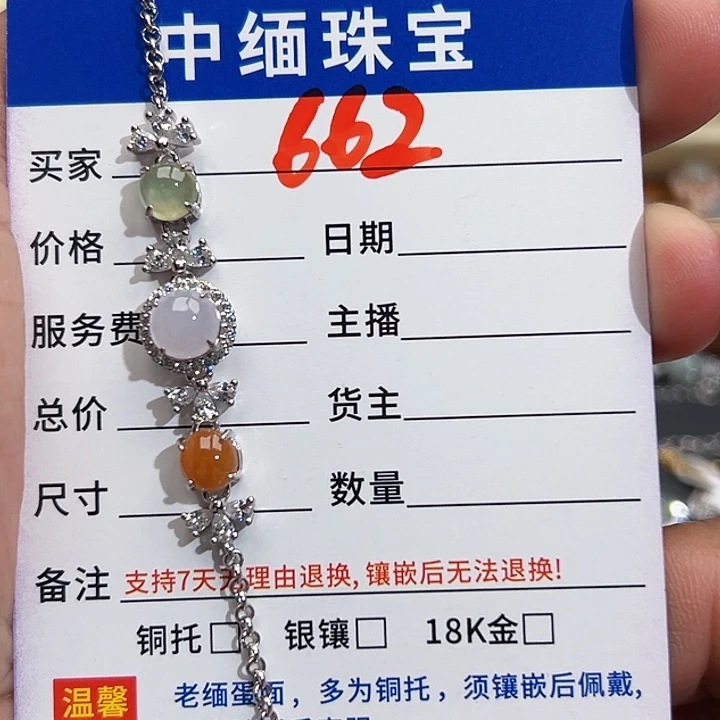 中缅珠宝
662
买家
价格 日期
服务费 主播
总价 货主
尺寸 数量
备注 支持7天无理由退换,镶嵌后无法退换!
铜托□ 银镶□ 18K金□
温馨 老缅蛋面，多为铜托，须镶嵌后佩戴,